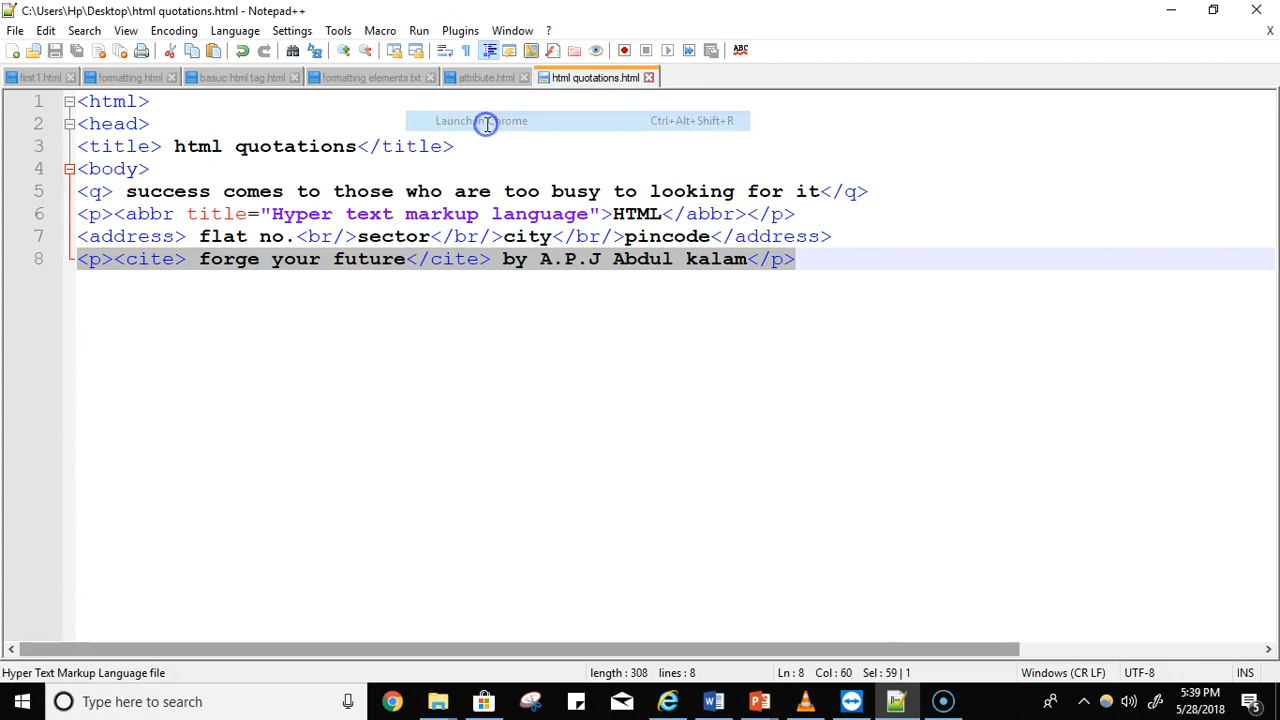 C:\Users\Hp\Desktop\html quotations.html - Notepad++
File Edit Search View Encoding Language Settings Tools Macro Run Plugins Window ? X
ABC
first1.html formatting.html basuc html tag.html formatting elements.txt attribute.html html quotations.html
Launch in Chrome Ctrl+Alt+Shift+R
1 <html>
2 <head>
3 <title> html quotations</title>
4 <body>
5 <q> success comes to those who are too busy to looking for it</q>
6 <p><abbr title="Hyper text markup language">HTML</abbr></p>
7 <address> flat no.<br/>sector</br/>city</br/>pincode</address>
8 <p><cite> forge your future</cite> by A.P.J Abdul kalam</p>
Hyper Text Markup Language file length : 308 lines : 8 Ln : 8 Col : 60 Sel : 59 | 1 Windows (CR LF) UTF-8 INS
Type here to search
5:39 PM
5/28/2018
5